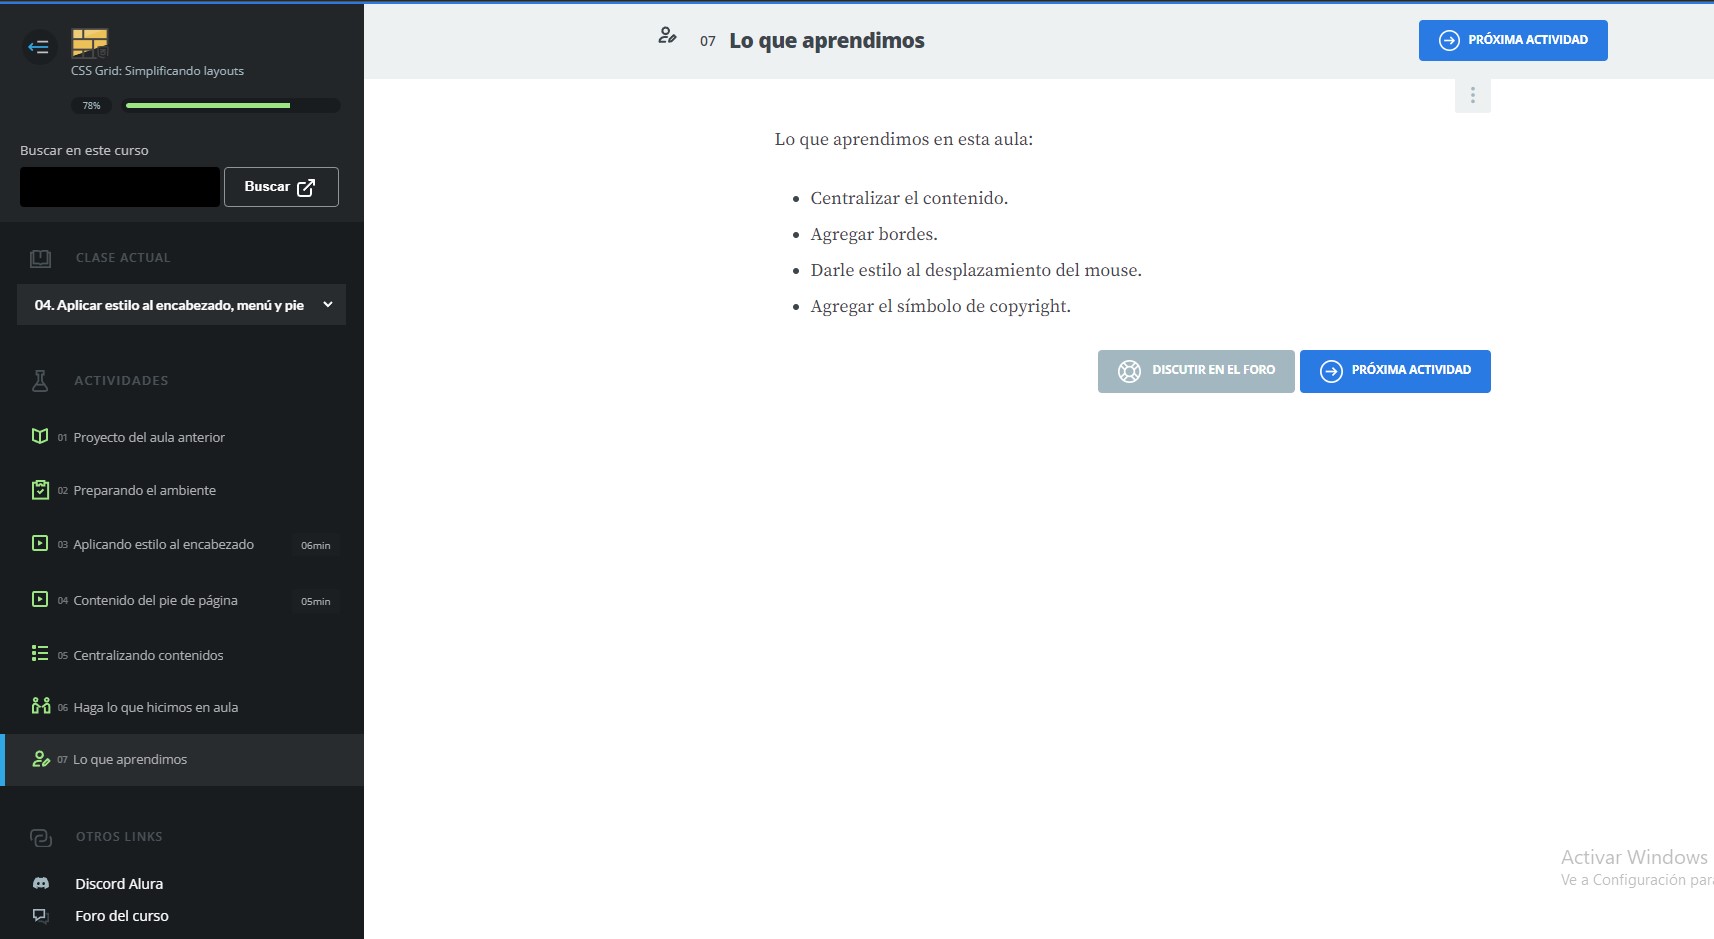 CSS Grid: Simplificando layouts
78%
Buscar en este curso
Buscar
CLASE ACTUAL
04. Aplicar estilo al encabezado, menú y pie
ACTIVIDADES
01 Proyecto del aula anterior
02 Preparando el ambiente
03 Aplicando estilo al encabezado 06min
04 Contenido del pie de página 05min
05 Centralizando contenidos
06 Haga lo que hicimos en aula
07 Lo que aprendimos
OTROS LINKS
Discord Alura
Foro del curso
07 Lo que aprendimos
PRÓXIMA ACTIVIDAD
Lo que aprendimos en esta aula:
Centralizar el contenido.
Agregar bordes.
Darle estilo al desplazamiento del mouse.
Agregar el símbolo de copyright.
DISCUTIR EN EL FORO
PRÓXIMA ACTIVIDAD
Activar Windows
Ve a Configuración para